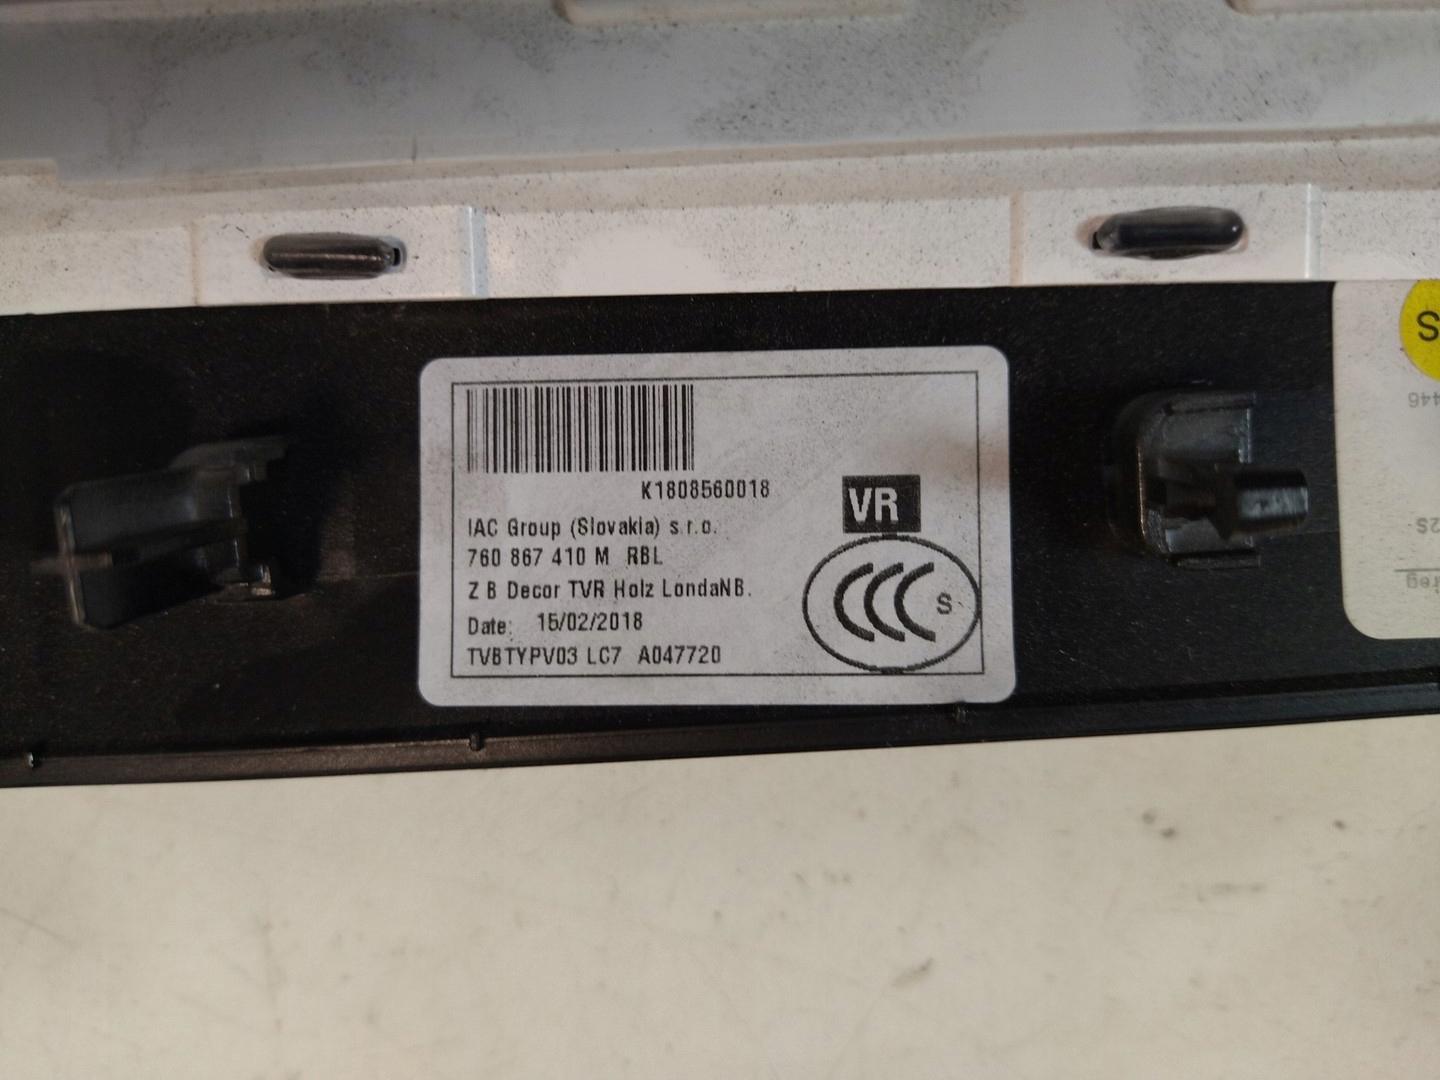 K1808560018
VR
IAC Group (Slovakia) s.r.o.
760 867 410 M RBL
Z B Decor TVR Holz LondaNB.
Date: 15/02/2018
TVBTYPV03 LC7 A047720
CCC S
S